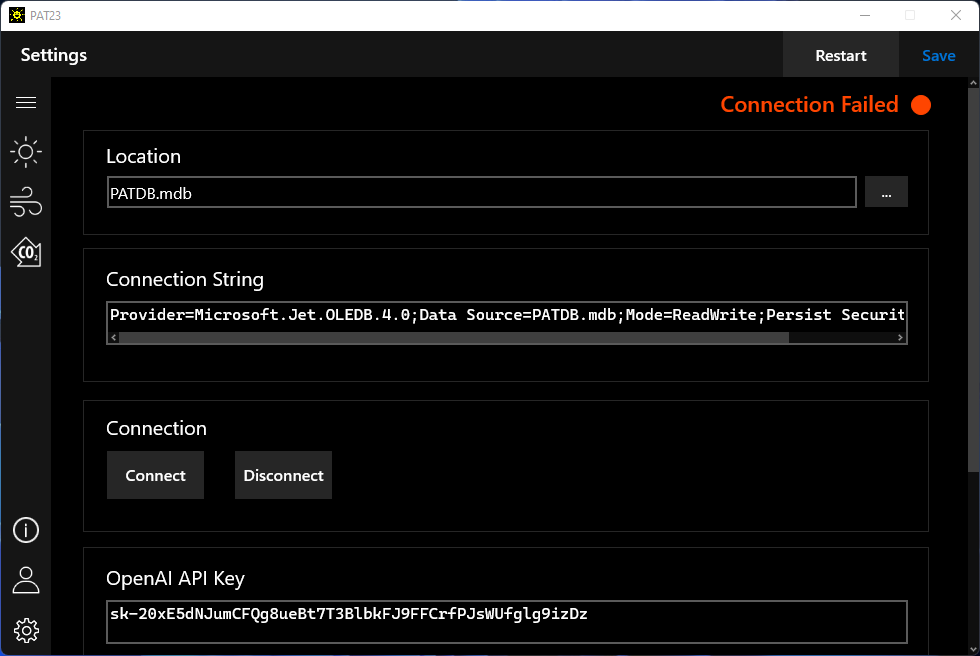 PAT23
Settings
Restart
Save
Connection Failed
Location
PATDB.mdb
...
Connection String
Provider=Microsoft.Jet.OLEDB.4.0;Data Source=PATDB.mdb;Mode=ReadWrite;Persist Securit
CO2
Connection
Connect
Disconnect
OpenAI API Key
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